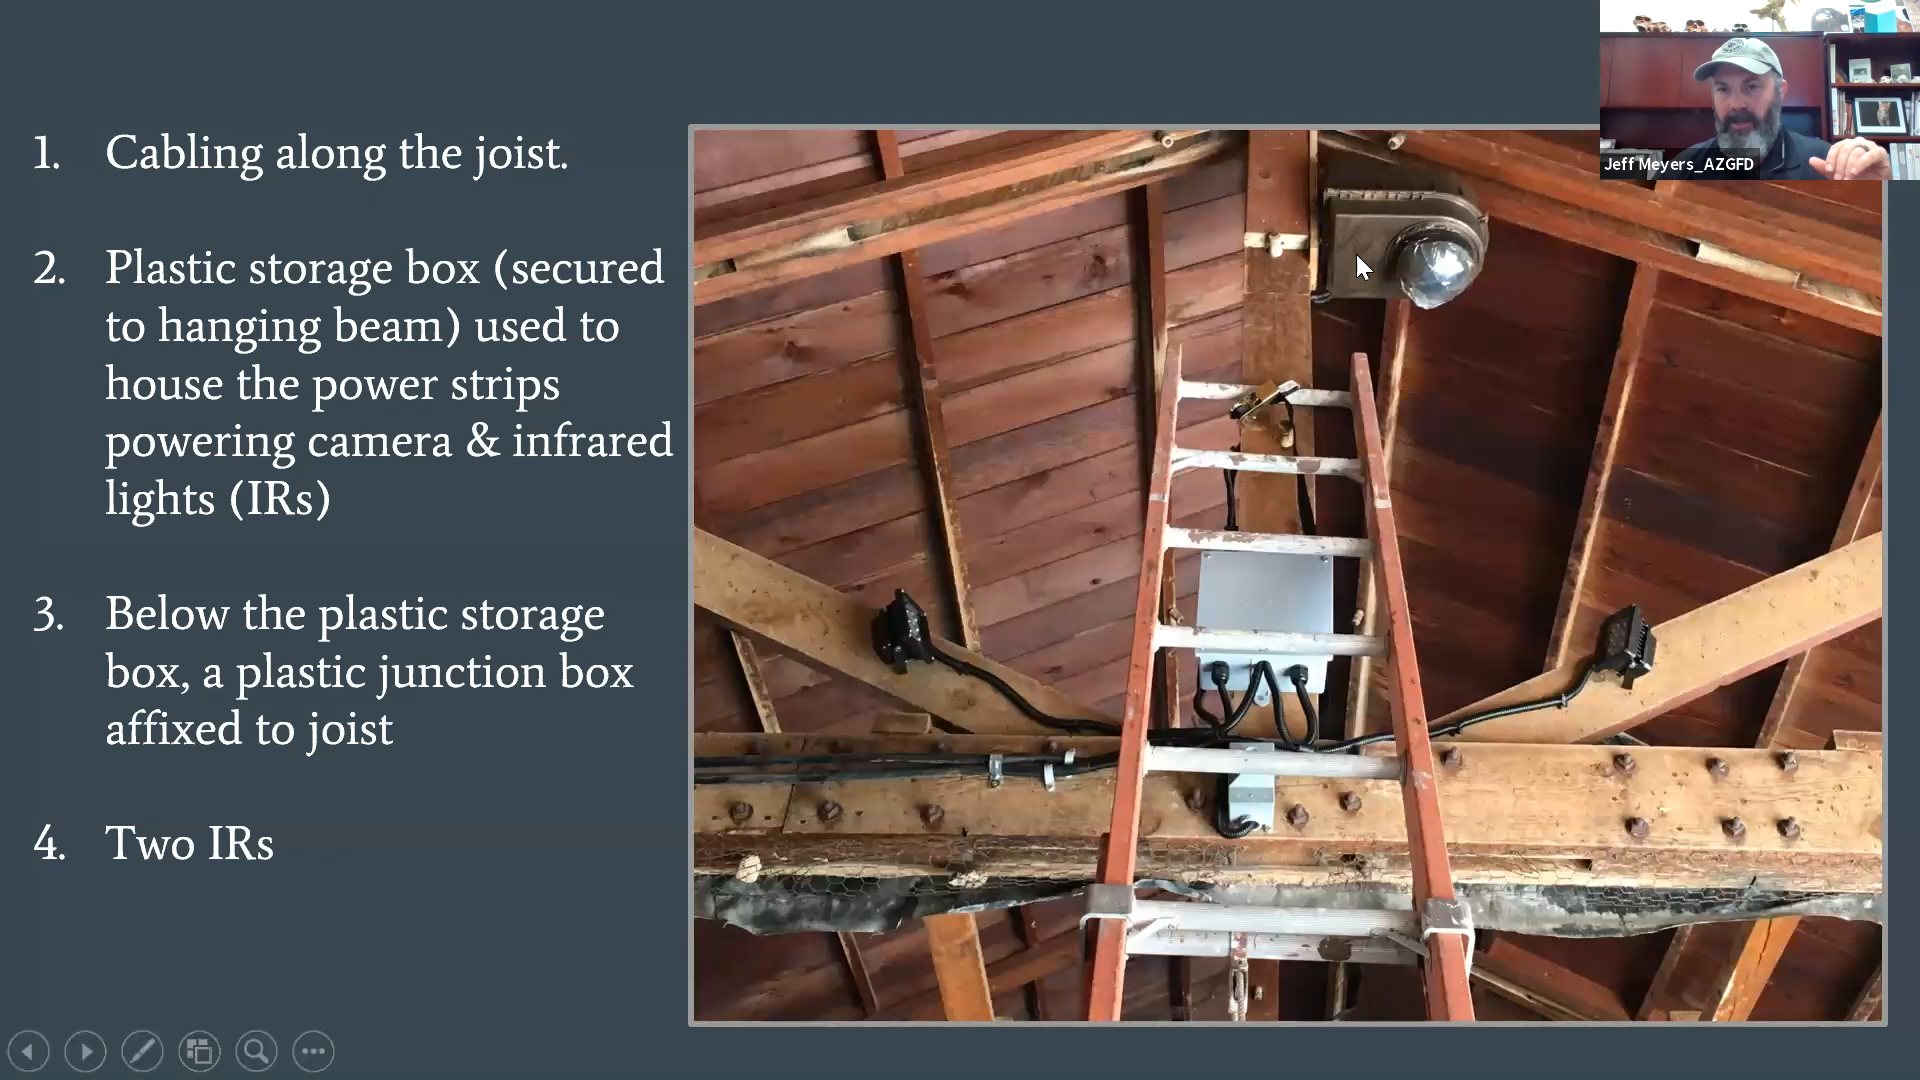 1. Cabling along the joist.
2. Plastic storage box (secured
to hanging beam) used to
house the power strips
powering camera & infrared
lights (IRs)
3. Below the plastic storage
box, a plastic junction box
affixed to joist
4. Two IRs
Jeff Meyers_AZGFD